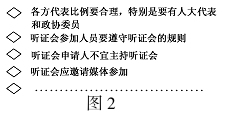 各方代表比例要合理，特别是要有人大代表
和政协委员
听证会参加人员要遵守听证会的规则
听证会申请人不宜主持听证会
听证会应邀请媒体参加
……………………………
图 2